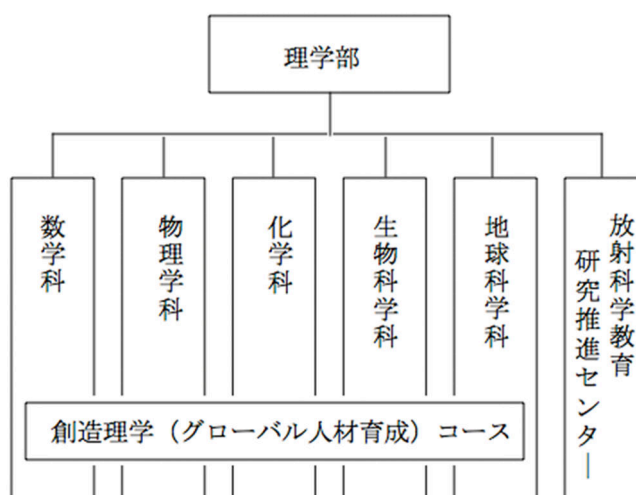 理学部
数学科
物理学科
化学科
生物科学科
地球科学科
放射科学教育
研究推進センター
創造理学（グローバル人材育成）コース